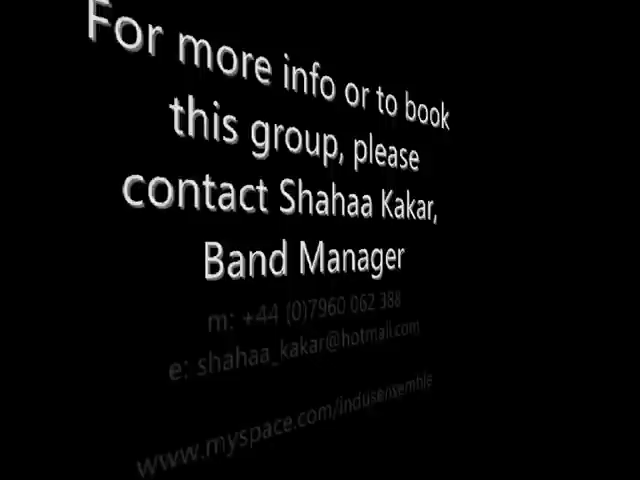 For more info or to book
this group, please
contact Shahaa Kakar,
Band Manager
m: +44 (0)7960 062 388
e: shahaa_kakar@hotmail.com
www.myspace.com/indusensemble